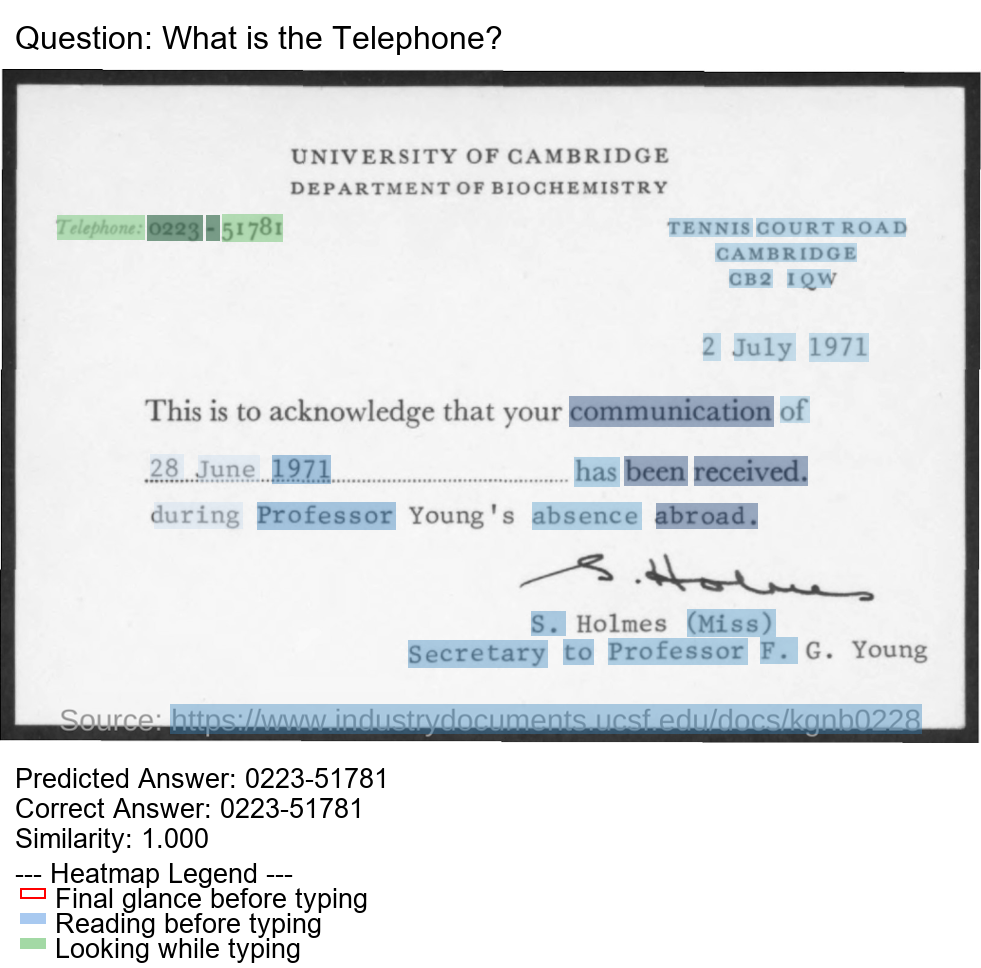 Question: What is the Telephone?
UNIVERSITY OF CAMBRIDGE
DEPARTMENT OF BIOCHEMISTRY
Telephone: 0223-51781
TENNIS COURT ROAD
CAMBRIDGE
CB2 1QW
2 July 1971
This is to acknowledge that your communication of
28 June 1971
has been received.
during Professor Young's absence abroad.
S. Holmes
S. Holmes (Miss)
Secretary to Professor F. G. Young
Source: https://www.industrydocuments.ucsf.edu/docs/kgnb0228
Predicted Answer: 0223-51781
Correct Answer: 0223-51781
Similarity: 1.000
--- Heatmap Legend ---
Final glance before typing
Reading before typing
Looking while typing